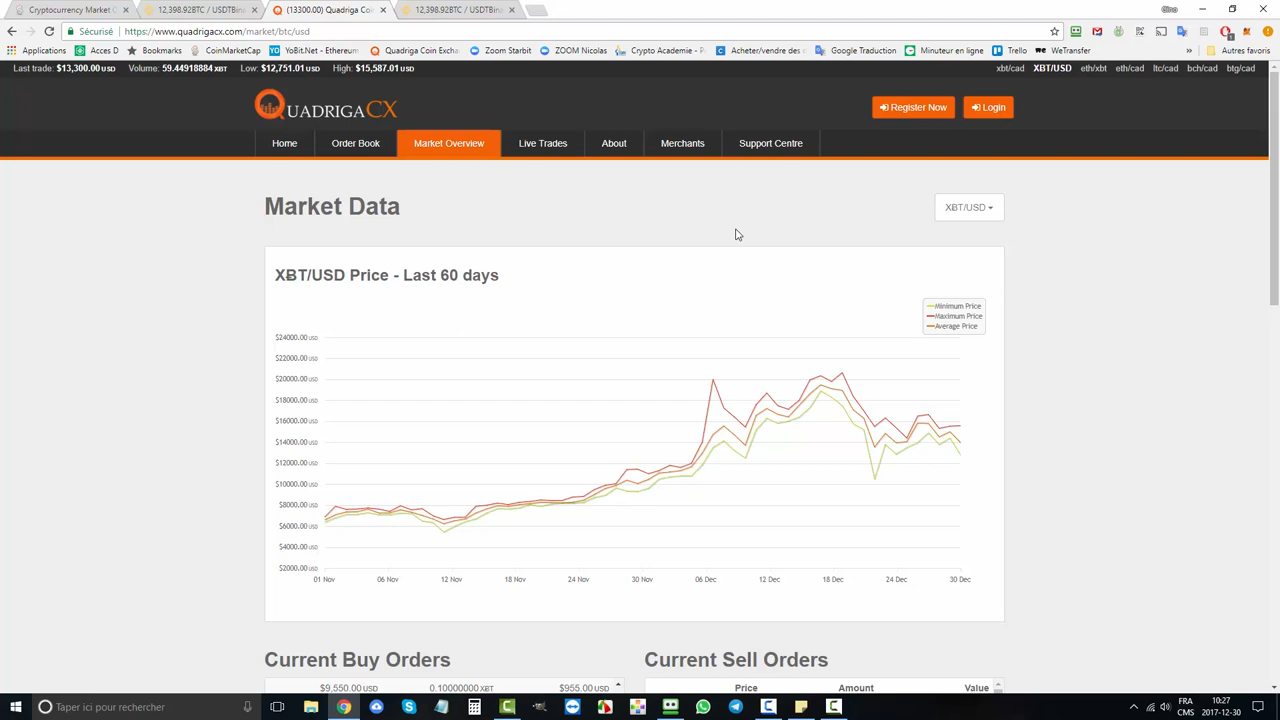 Cryptocurrency Market C
12,398.92BTC / USDTBine
(13300.00) Quadriga Coi
12,398.92BTC / USDTBine
Gino
Sécurisé
https://www.quadrigacx.com/market/btc/usd
Applications
Acces D
Bookmarks
CoinMarketCap
YoBit.Net - Ethereum
Quadriga Coin Excha
Zoom Starbit
ZOOM Nicolas
Crypto Academie - P
Acheter/vendre des
Google Traduction
Minuteur en ligne
Trello
WeTransfer
»
Autres favoris
Last trade: $13,300.00 USD Volume: 59.44918884 XBT Low: $12,751.01 USD High: $15,587.01 USD
xbt/cad XBT/USD eth/xbt eth/cad ltc/cad bch/cad btg/cad
QUADRIGACX
Register Now
Login
Home
Order Book
Market Overview
Live Trades
About
Merchants
Support Centre
Market Data
XBT/USD
XBT/USD Price - Last 60 days
Minimum Price
Maximum Price
Average Price
$24000.00 USD
$22000.00 USD
$20000.00 USD
$18000.00 USD
$16000.00 USD
$14000.00 USD
$12000.00 USD
$10000.00 USD
$8000.00 USD
$6000.00 USD
$4000.00 USD
$2000.00 USD
01 Nov 06 Nov 12 Nov 18 Nov 24 Nov 30 Nov 06 Dec 12 Dec 18 Dec 24 Dec 30 Dec
Current Buy Orders
Current Sell Orders
$9,550.00 USD 0.10000000 XBT $955.00 USD
Price Amount Value
Taper ici pour rechercher
FRA
CMS
10:27
2017-12-30